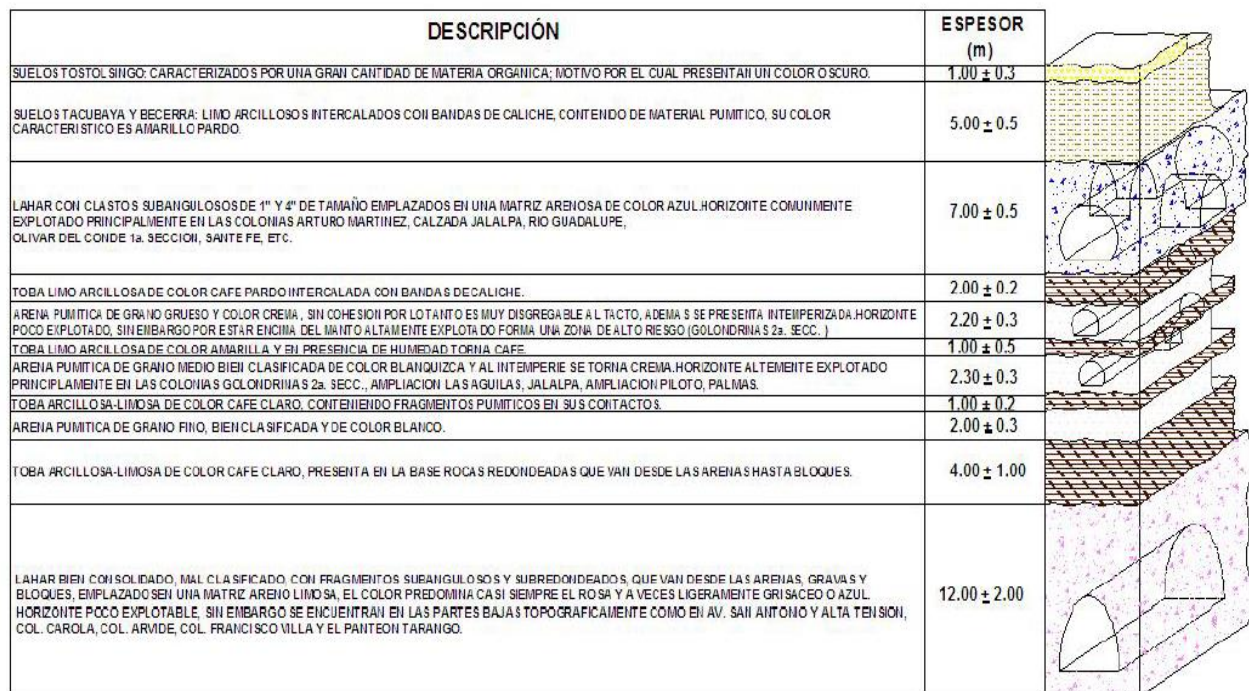 DESCRIPCIÓN
ESPESOR
(m)
SUELOS TOSTOLSINGO: CARACTERIZADOS POR UNA GRAN CANTIDAD DE MATERIA ORGANICA; MOTIVO POR EL CUAL PRESENTAN UN COLOR OSCURO.
1.00 ± 0.3
SUELOS TACUBAYA Y BECERRA: LIMO ARCILLOSOS INTERCALADOS CON BANDAS DE CALICHE, CONTENIDO DE MATERIAL PUMITICO, SU COLOR
CARACTERISTICO ES AMARILLO PARDO.
5.00 ± 0.5
LAHAR CON CLASTOS SUBANGULOSOS DE 1" Y 4" DE TAMAÑO EMPLAZADOS EN UNA MATRIZ ARENOSA DE COLOR AZUL.HORIZONTE COMUNMENTE
EXPLOTADO PRINCIPALMENTE EN LAS COLONIAS ARTURO MARTINEZ, CALZADA JALALPA, RIO GUADALUPE,
OLIVAR DEL CONDE 1a. SECCION, SANTE FE, ETC.
7.00 ± 0.5
TOBA LIMO ARCILLOSA DE COLOR CAFE PARDO INTERCALADA CON BANDAS DE CALICHE.
2.00 ± 0.2
ARENA PUMITICA DE GRANO GRUESO Y COLOR CREMA, SIN COHESION POR LO TANTO ES MUY DISGREGABLE AL TACTO, ADEMAS SE PRESENTA INTEMPERIZADA.HORIZONTE
POCO EXPLOTADO, SIN EMBARGO POR ESTAR ENCIMA DEL MANTO ALTAMENTE EXPLOTADO FORMA UNA ZONA DE ALTO RIESGO (GOLONDRINAS 2a. SECC. )
2.20 ± 0.3
TOBA LIMO ARCILLOSA DE COLOR AMARILLA Y EN PRESENCIA DE HUMEDAD TORNA CAFE.
1.00 ± 0.5
ARENA PUMITICA DE GRANO MEDIO BIEN CLASIFICADA DE COLOR BLANQUIZCA Y AL INTEMPERIE SE TORNA CREMA.HORIZONTE ALTEMENTE EXPLOTADO
PRINCIPLAMENTE EN LAS COLONIAS GOLONDRINAS 2a. SECC., AMPLIACION LAS AGUILAS, JALALPA, AMPLIACION PILOTO, PALMAS.
2.30 ± 0.3
TOBA ARCILLOSA-LIMOSA DE COLOR CAFE CLARO, CONTENIENDO FRAGMENTOS PUMITICOS EN SUS CONTACTOS.
1.00 ± 0.2
ARENA PUMITICA DE GRANO FINO, BIEN CLASIFICADA Y DE COLOR BLANCO.
2.00 ± 0.3
TOBA ARCILLOSA-LIMOSA DE COLOR CAFE CLARO, PRESENTA EN LA BASE ROCAS REDONDEADAS QUE VAN DESDE LAS ARENAS HASTA BLOQUES.
4.00 ± 1.00
LAHAR BIEN CONSOLIDADO, MAL CLASIFICADO, CON FRAGMENTOS SUBANGULOSOS Y SUBREDONDEADOS, QUE VAN DESDE LAS ARENAS, GRAVAS Y
BLOQUES, EMPLAZADOS EN UNA MATRIZ ARENO LIMOSA, EL COLOR PREDOMINA CASI SIEMPRE EL ROSA Y A VECES LIGERAMENTE GRISACEO O AZUL.
HORIZONTE POCO EXPLOTABLE, SIN EMBARGO SE ENCUENTRAN EN LAS PARTES BAJAS TOPOGRAFICAMENTE COMO EN AV. SAN ANTONIO Y ALTA TENSION,
COL. CAROLA, COL. ARVIDE, COL. FRANCISCO VILLA Y EL PANTEON TARANGO.
12.00 ± 2.00